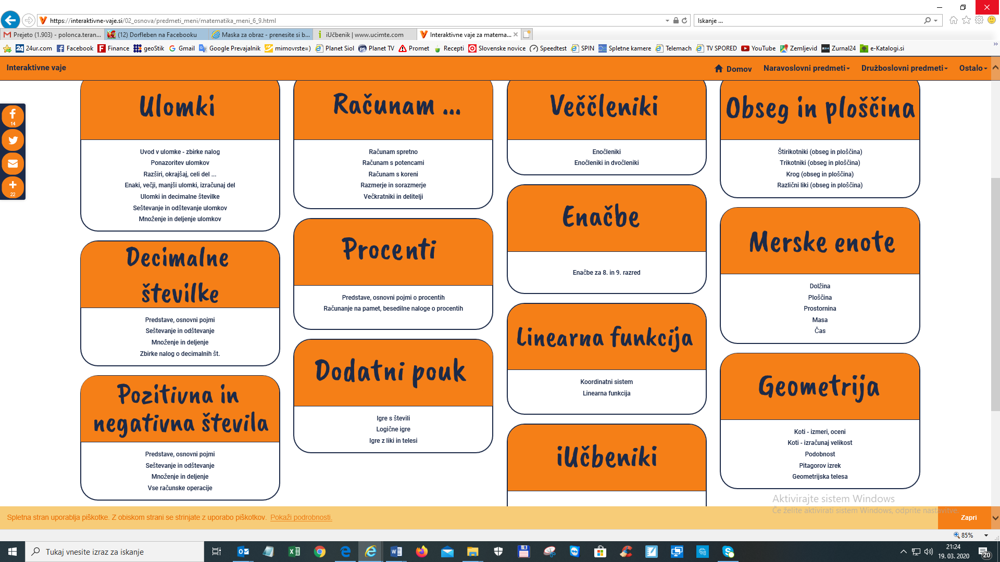 https://interaktivne-vaje.si/02_osnova/predmeti_meni/matematika_meni_6_9.html
Iskanje ...
Prejeto (1.903) - polonca.teran...
(12) Dorfleben na Facebooku
Maska za obraz - prenesite si b...
iUčbenik | www.ucimte.com
Interaktivne vaje za matema...
24ur.com
Facebook
Finance
geoStik
Gmail
Google Prevajalnik
mimovrste=)
Planet Siol
Planet TV
Promet
Recepti
Slovenske novice
Speedtest
SPIN
Spletne kamere
Telemach
TV SPORED
YouTube
Zemljevid
Zurnal24
e-Katalogi.si
Interaktivne vaje
Domov
Naravoslovni predmeti
Družboslovni predmeti
Ostalo
14
22
Ulomki
Uvod v ulomke - zbirke nalog
Ponazoritev ulomkov
Razširi, okrajšaj, celi del ...
Enaki, večji, manjši ulomki, izračunaj del
Ulomki in decimalne številke
Seštevanje in odštevanje ulomkov
Množenje in deljenje ulomkov
Decimalne
številke
Predstave, osnovni pojmi
Seštevanje in odštevanje
Množenje in deljenje
Zbirke nalog o decimalnih št.
Pozitivna in
negativna števila
Predstave, osnovni pojmi
Seštevanje in odštevanje
Množenje in deljenje
Vse računske operacije
Računam ...
Računam spretno
Računam s potencami
Računam s koreni
Razmerje in sorazmerje
Večkratniki in delitelji
Procenti
Predstave, osnovni pojmi o procentih
Računanje na pamet, besedilne naloge o procentih
Dodatni pouk
Igre s števili
Logične igre
Igre z liki in telesi
Veččleniki
Enočleniki
Enočleniki in dvočleniki
Enačbe
Enačbe za 8. in 9. razred
Linearna funkcija
Koordinatni sistem
Linearna funkcija
iUčbeniki
Obseg in ploščina
Štirikotniki (obseg in ploščina)
Trikotniki (obseg in ploščina)
Krog (obseg in ploščina)
Različni liki (obseg in ploščina)
Merske enote
Dolžina
Ploščina
Prostornina
Masa
Čas
Geometrija
Koti - izmeri, oceni
Koti - izračunaj velikost
Podobnost
Pitagorov izrek
Geometrijska telesa
Aktivirajte sistem Windows
Če želite aktivirati sistem Windows, odprite nastavitve.
Spletna stran uporablja piškotke. Z obiskom strani se strinjate z uporabo piškotkov. Pokaži podrobnosti.
Zapri
85%
Tukaj vnesite izraz za iskanje
21:24
19. 03. 2020
20